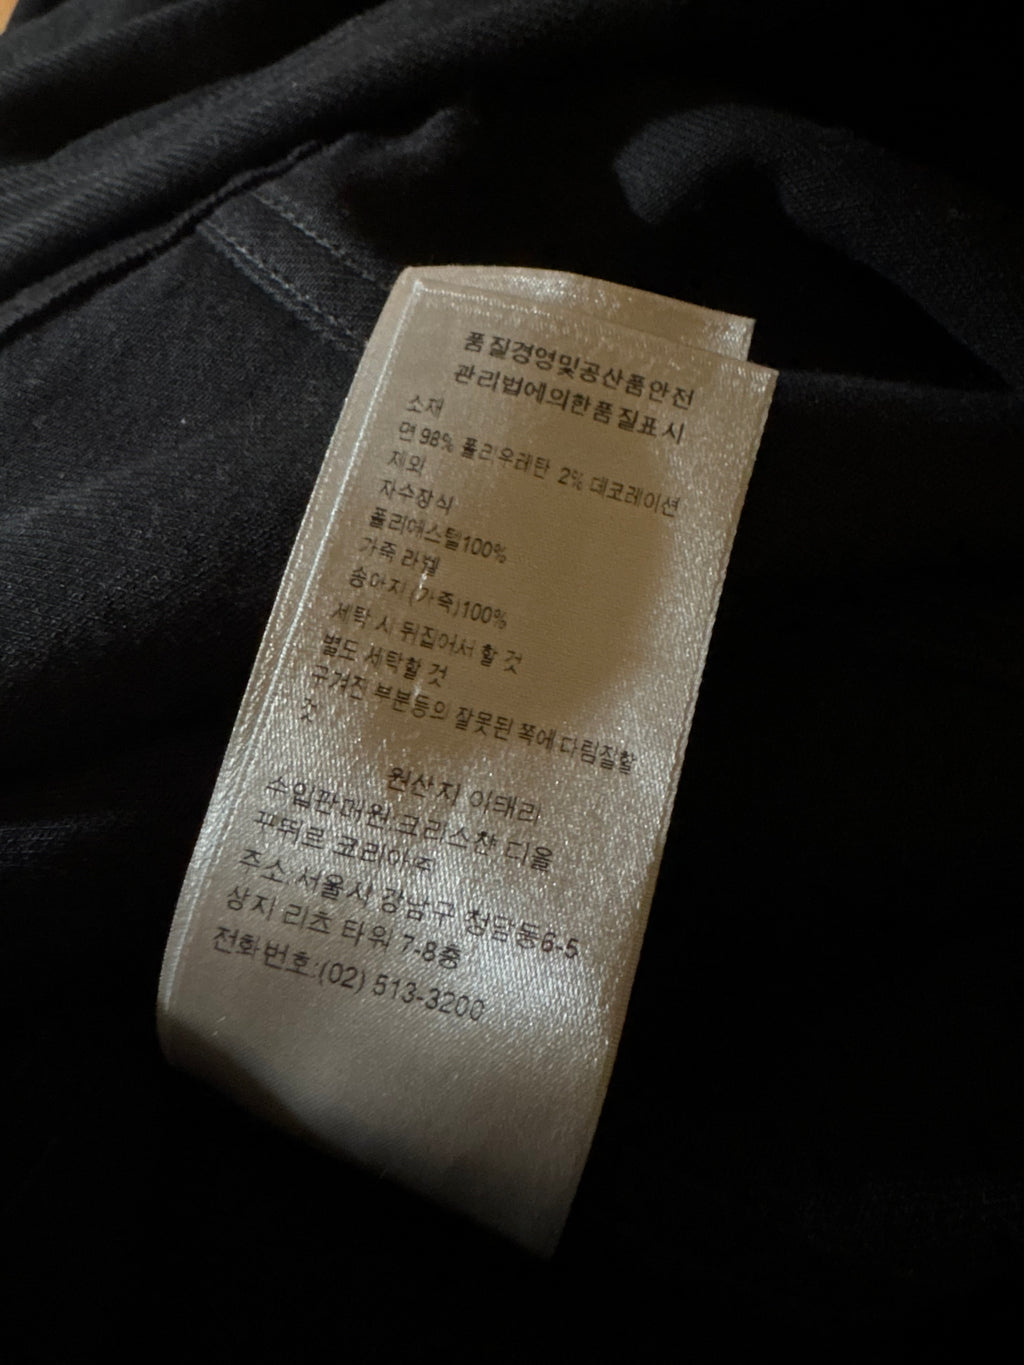 품질경영및공산품안전
관리법에의한품질표시
소재
면 98% 폴리우레탄 2% 데코레이션
제외
자수장식
폴리에스텔100%
가죽 라벨
송아지 (가죽)100%
세탁 시 뒤집어서 할 것
별도 세탁할 것
구겨진 부분등의 잘못된 쪽에 다림질할
것
원산지 이태리
수입판매원:크리스챤 디올
꾸뛰르 코리아㈜
주소:서울시 강남구 청담동6-5
상지 리츠 타워 7-8층
전화번호:(02) 513-3200